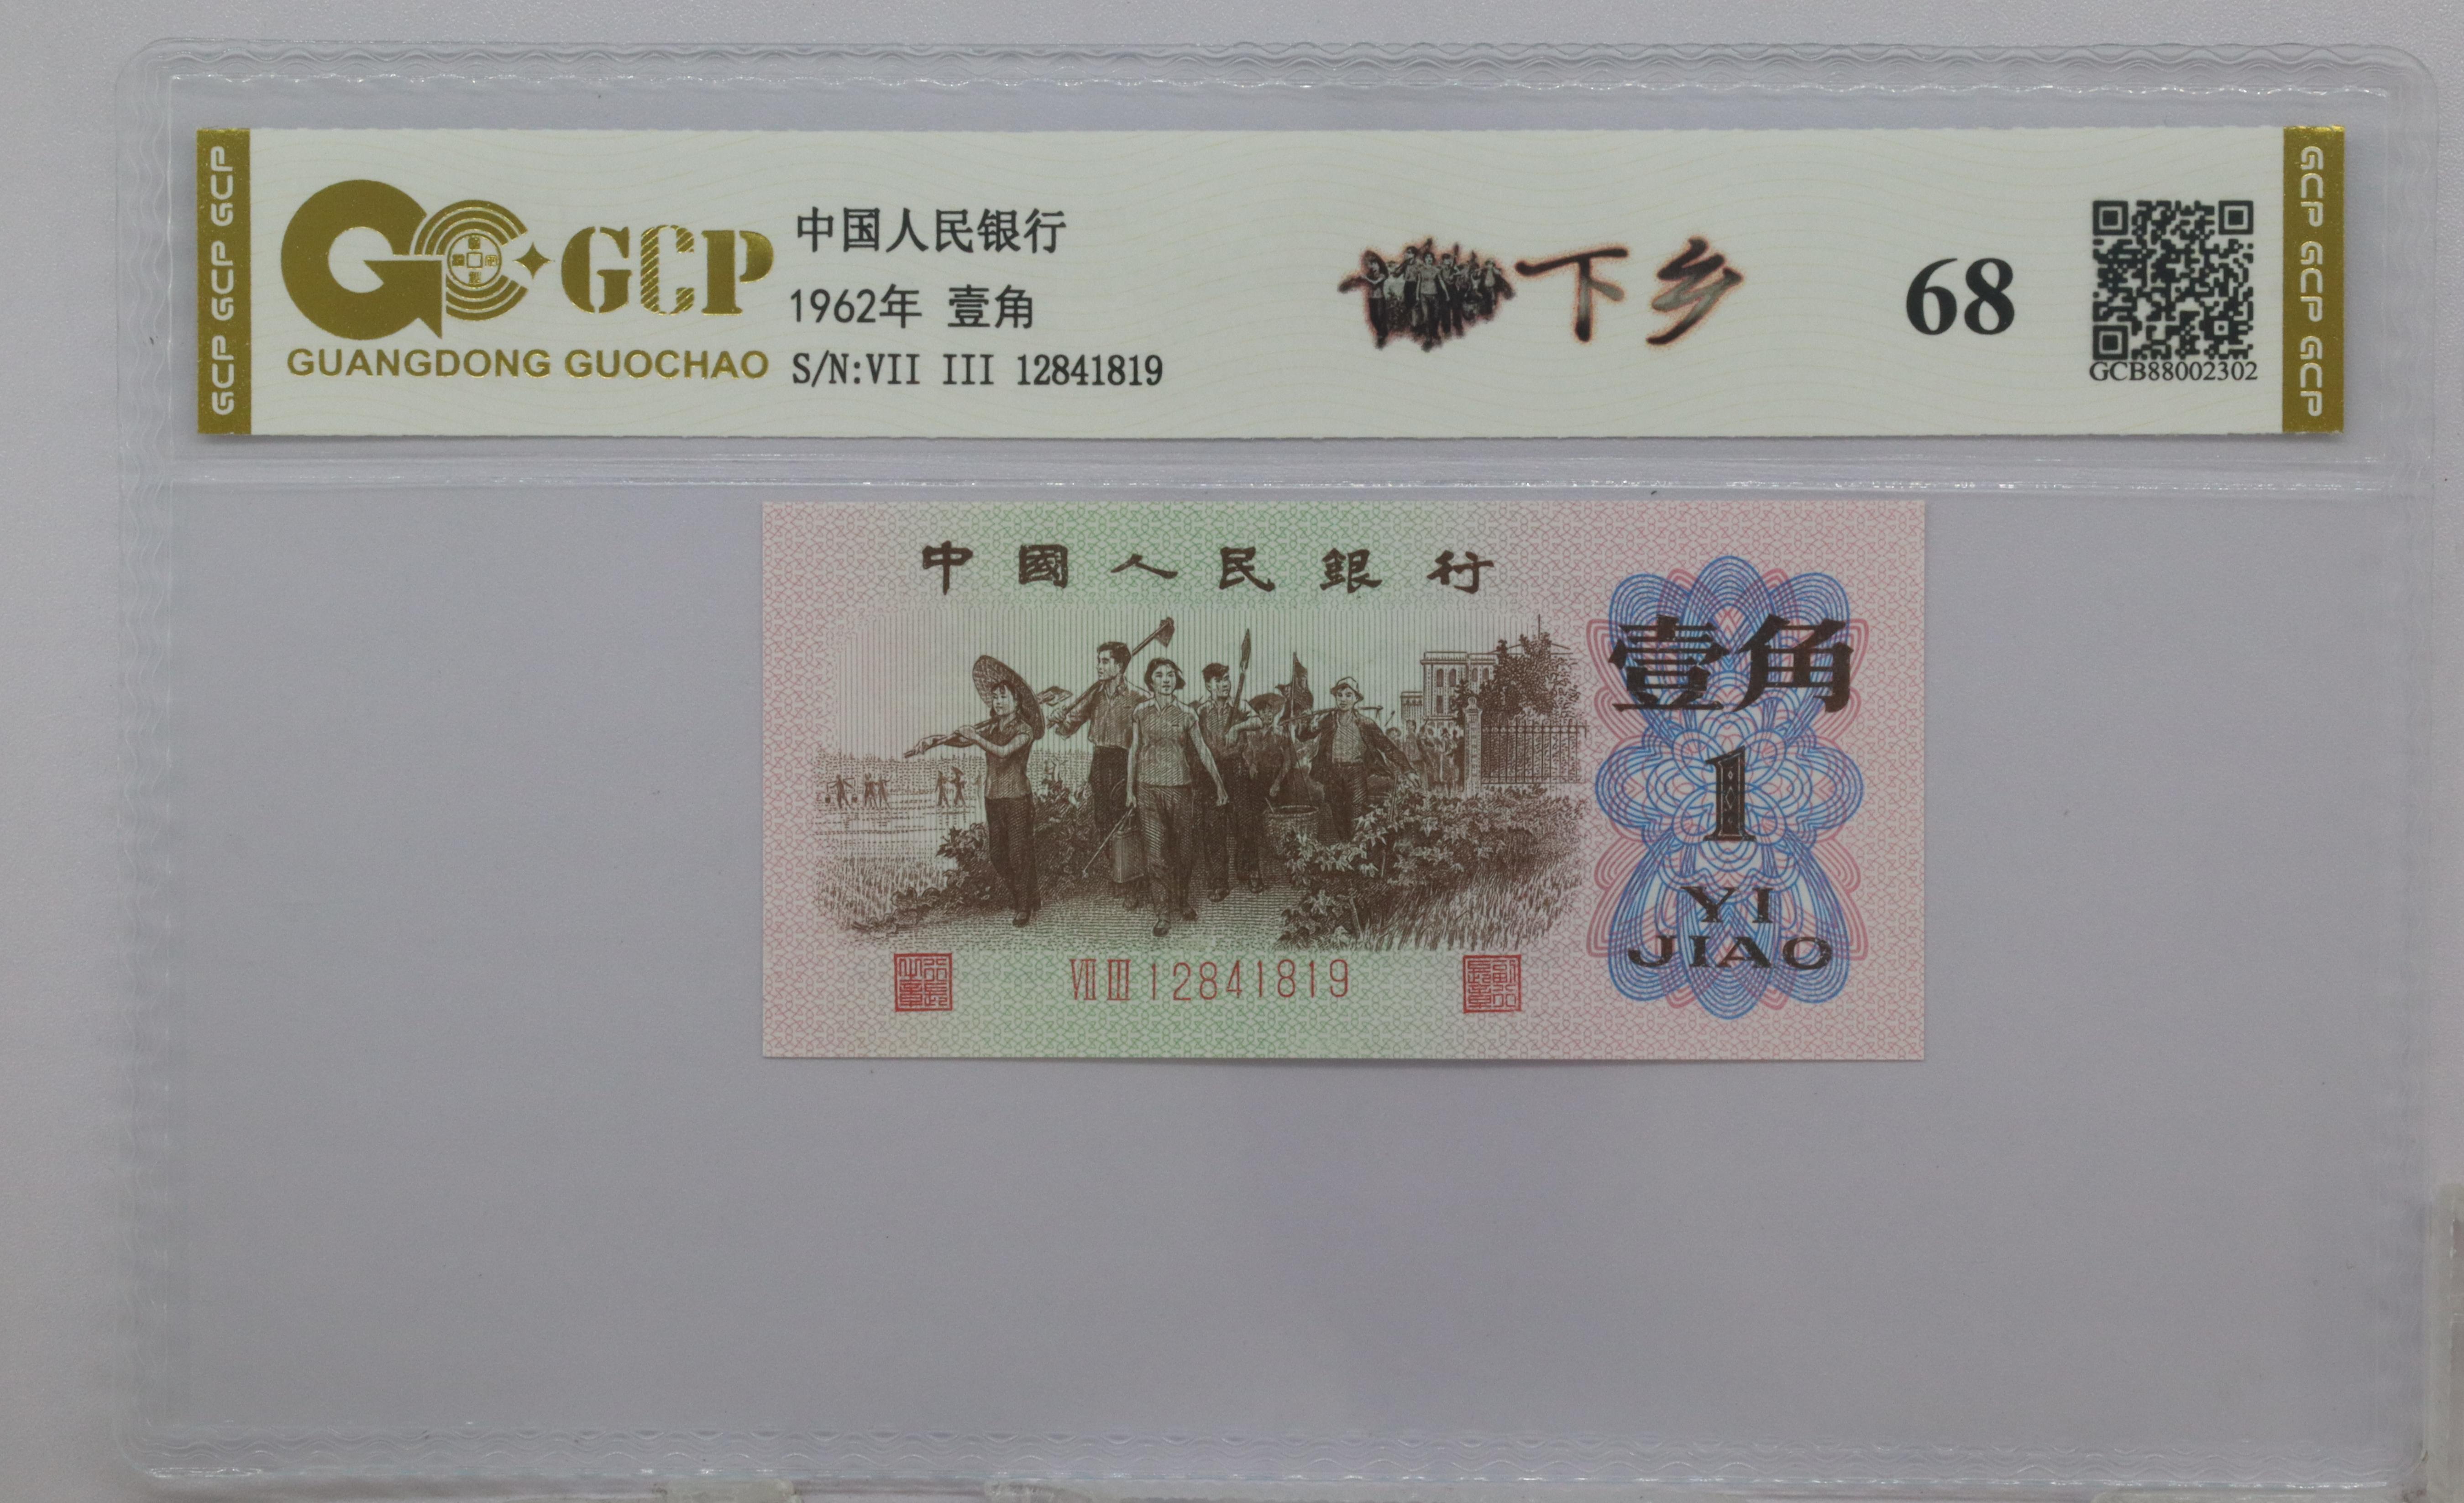 GCP GCP GCP
GCP
GUANGDONG GUOCHAO
中国人民银行
1962年 壹角
S/N:VII III 12841819
下乡
68
GCB88002302
GCP GCP GCP
中國人民銀行
壹角
1
YI
JIAO
VII III 12841819